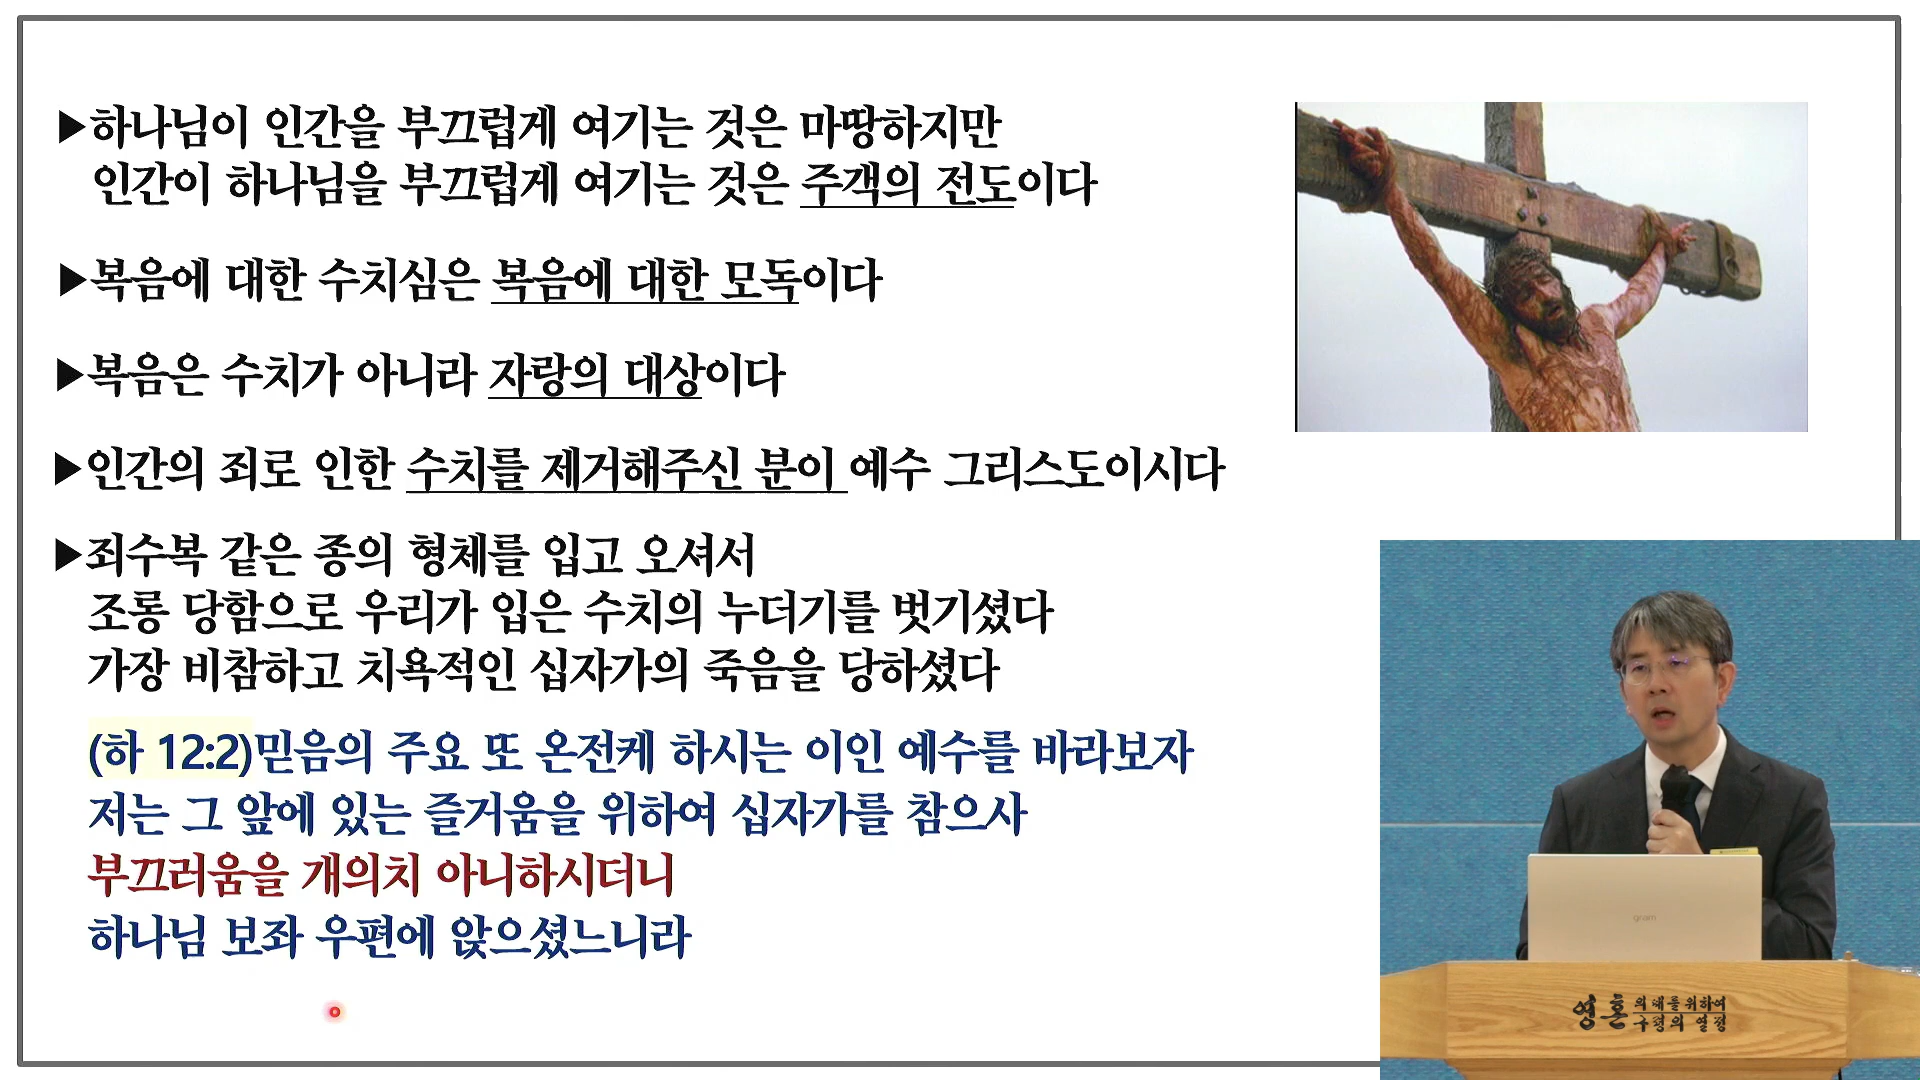 ▶하나님이 인간을 부끄럽게 여기는 것은 마땅하지만
인간이 하나님을 부끄럽게 여기는 것은 주객의 전도이다
▶복음에 대한 수치심은 복음에 대한 모독이다
▶복음은 수치가 아니라 자랑의 대상이다
▶인간의 죄로 인한 수치를 제거해주신 분이 예수 그리스도이시다
▶죄수복 같은 종의 형체를 입고 오셔서
조롱 당함으로 우리가 입은 수치의 누더기를 벗기셨다
가장 비참하고 치욕적인 십자가의 죽음을 당하셨다
(하 12:2)믿음의 주요 또 온전케 하시는 이인 예수를 바라보자
저는 그 앞에 있는 즐거움을 위하여 십자가를 참으사
부끄러움을 개의치 아니하시더니
하나님 보좌 우편에 앉으셨느니라
gram
영혼 의 때를 위하여
구령의 열정